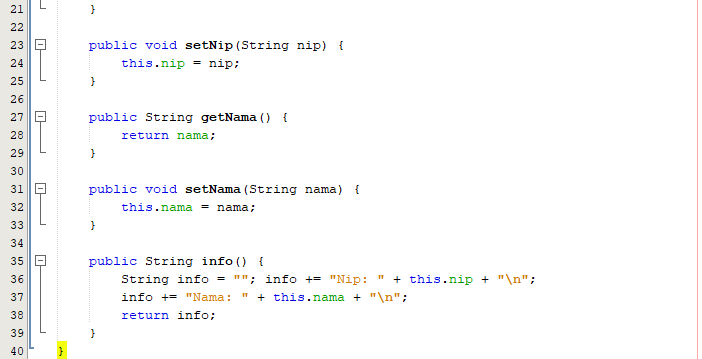 21 }
22
23 public void setNip(String nip) {
24 this.nip = nip;
25 }
26
27 public String getNama() {
28 return nama;
29 }
30
31 public void setNama(String nama) {
32 this.nama = nama;
33 }
34
35 public String info() {
36 String info = ""; info += "Nip: " + this.nip + "\n";
37 info += "Nama: " + this.nama + "\n";
38 return info;
39 }
40 }